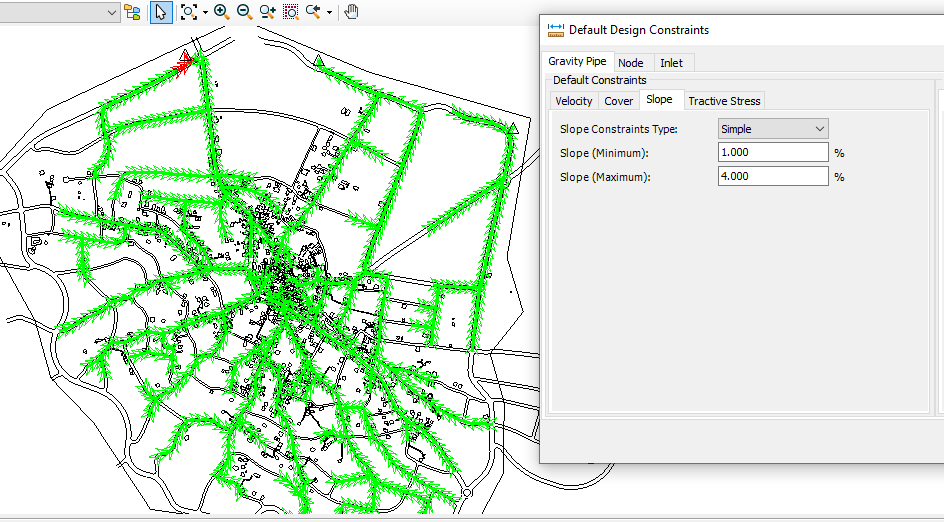 Default Design Constraints
Gravity Pipe Node Inlet
Default Constraints
Velocity Cover Slope Tractive Stress
Slope Constraints Type: Simple
Slope (Minimum): 1.000 %
Slope (Maximum): 4.000 %